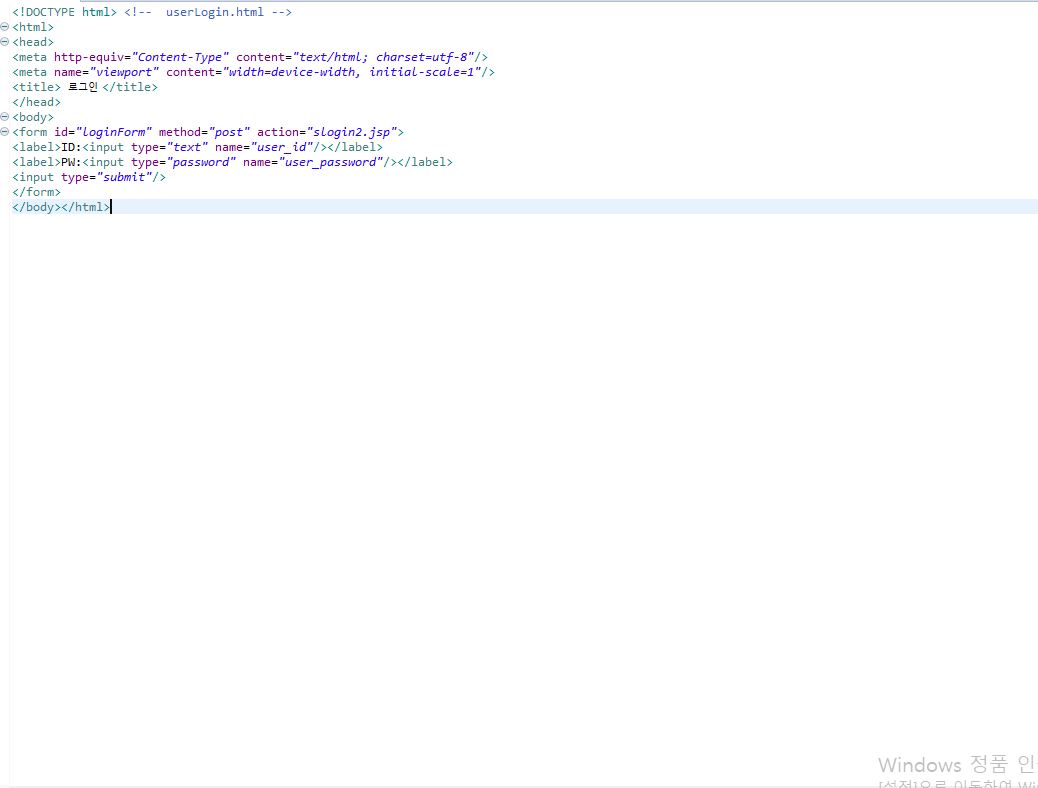 <!DOCTYPE html> <!--  userLogin.html -->
<html>
<head>
<meta http-equiv="Content-Type" content="text/html; charset=utf-8"/>
<meta name="viewport" content="width=device-width, initial-scale=1"/>
<title> 로그인 </title>
</head>
<body>
<form id="loginForm" method="post" action="slogin2.jsp">
<label>ID:<input type="text" name="user_id"/></label>
<label>PW:<input type="password" name="user_password"/></label>
<input type="submit"/>
</form>
</body></html>
Windows 정품 인
[설정]으로 이동하여